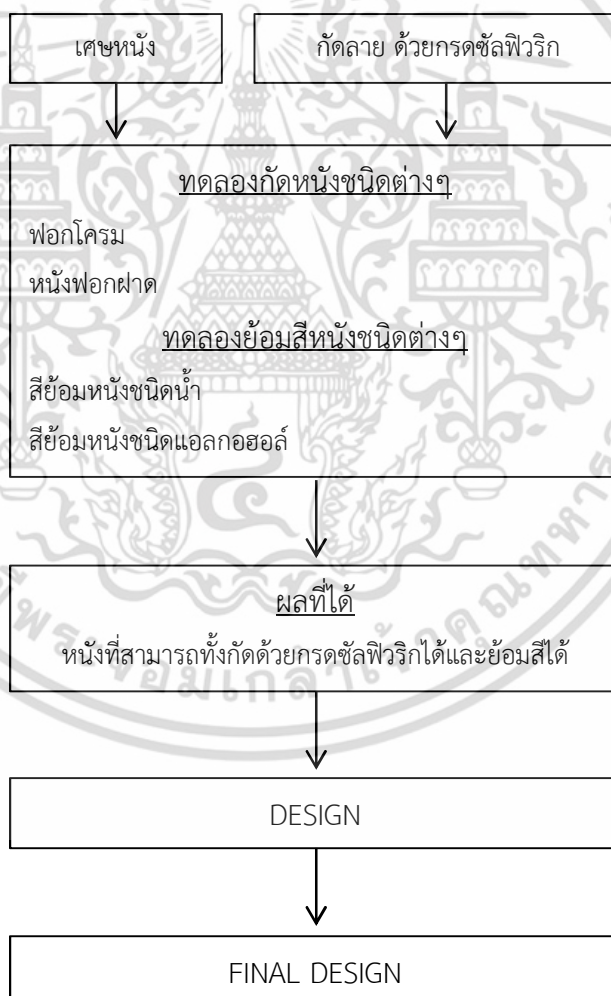 เศษหนัง
กัดลาย ด้วยกรดซัลฟิวริก
ทดลองกัดหนังชนิดต่างๆ
ฟอกโครม
หนังฟอกฝาด
ทดลองย้อมสีหนังชนิดต่างๆ
สีย้อมหนังชนิดน้ำ
สีย้อมหนังชนิดแอลกอฮอล์
ผลที่ได้
หนังที่สามารถทั้งกัดด้วยกรดซัลฟิวริกได้และย้อมสีได้
DESIGN
FINAL DESIGN